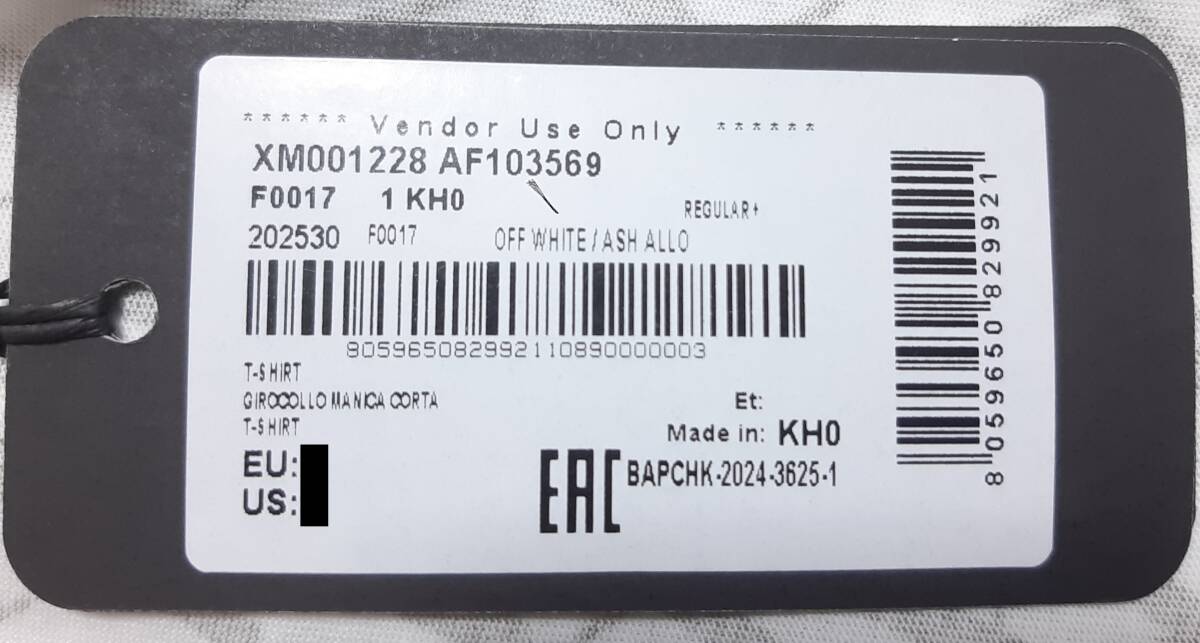 ****** Vendor Use Only ******
XM001228 AF103569
F0017 1 KH0
REGULAR+
202530 F0017 OFF WHITE/ASH ALLO
805965082992110890000003
T-SHIRT
GIROCOLLO MANICA CORTA
T-SHIRT
Et:
Made in: KH0
EU:
US:
EAC BAPCHK-2024-3625-1
8059650829921